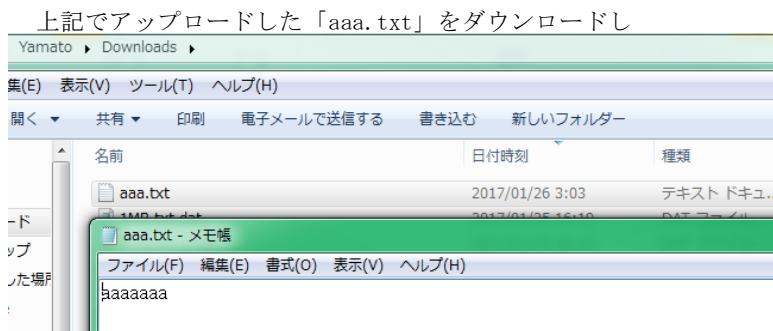 上記でアップロードした「aaa.txt」をダウンロードし
Yamato ▸ Downloads ▸
集(E) 表示(V) ツール(T) ヘルプ(H)
開く 共有 印刷 電子メールで送信する 書き込む 新しいフォルダー
名前 日付時刻 種類
aaa.txt 2017/01/26 3:03 テキスト ドキュ...
ード
aaa.txt - メモ帳
ップ
ファイル(F) 編集(E) 書式(O) 表示(V) ヘルプ(H)
した場所
aaaaaaa